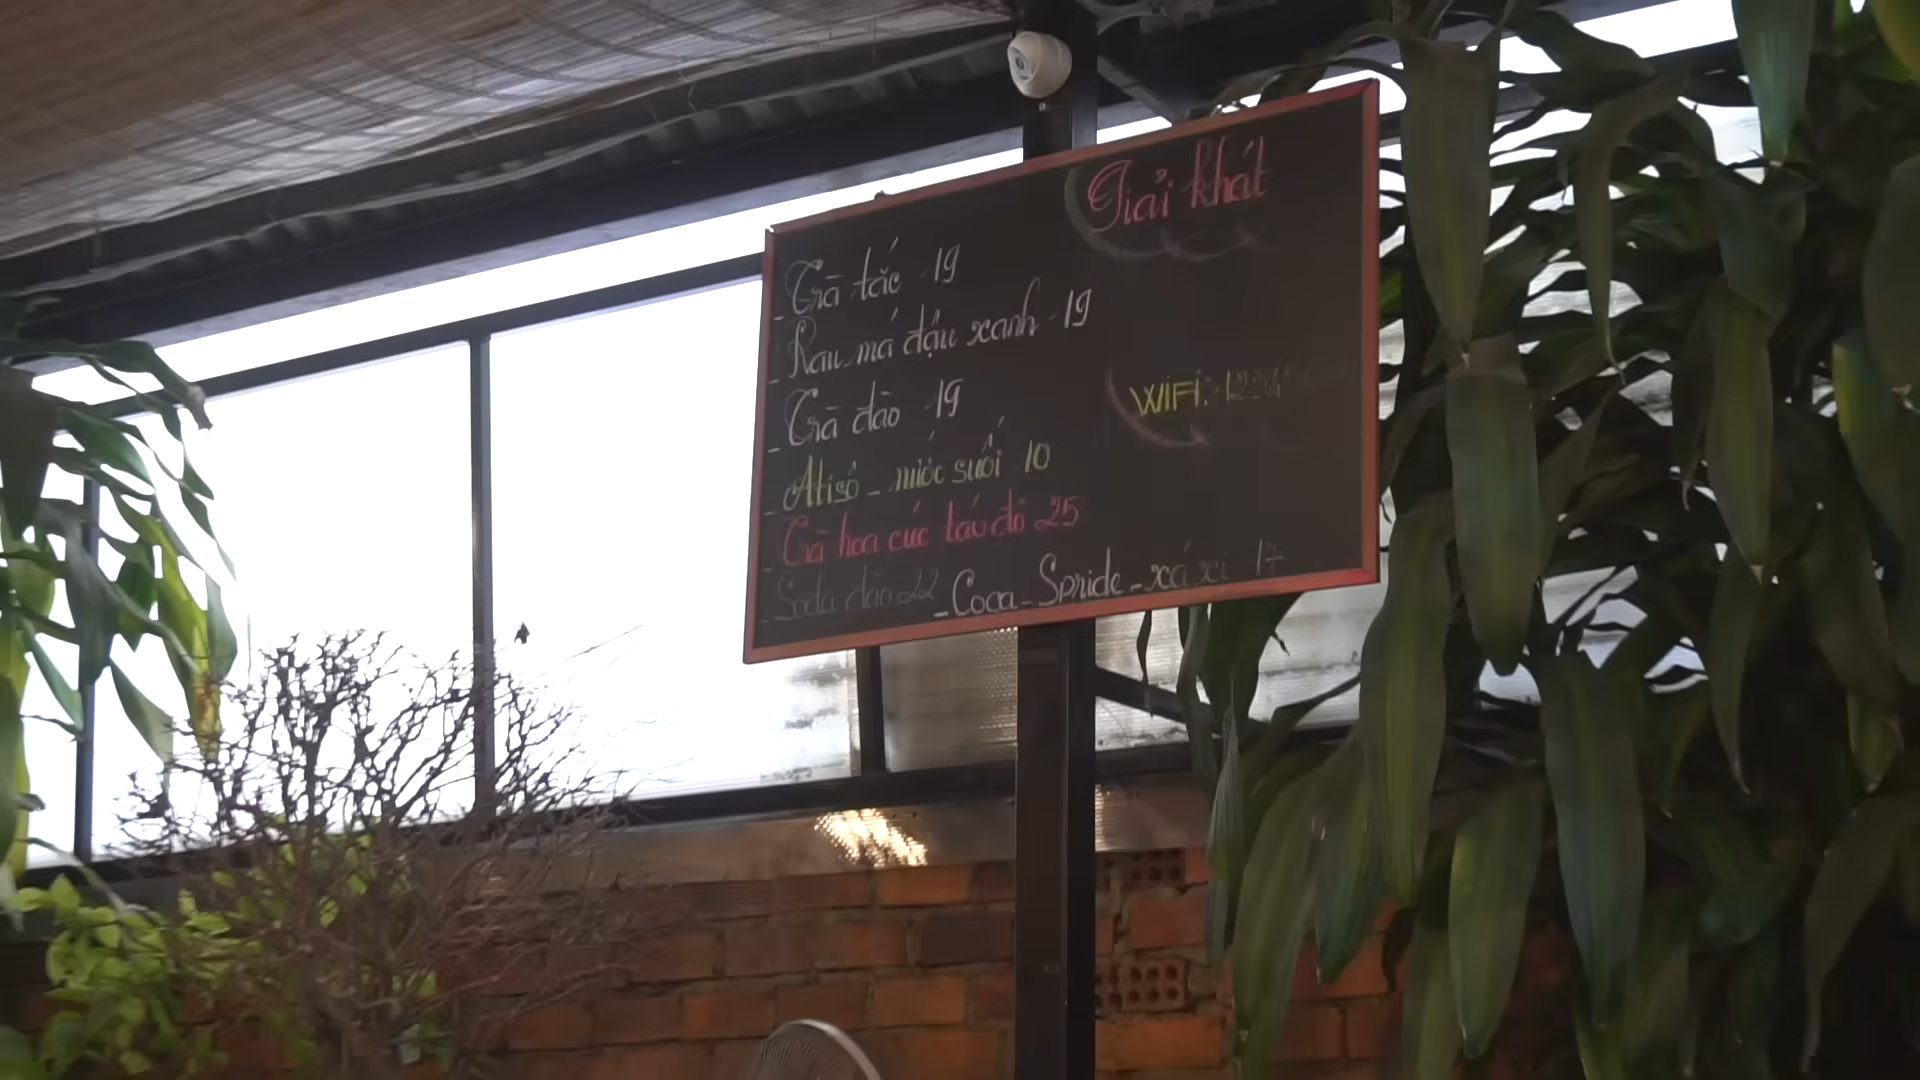 Giải khát
- Trà tắc 19
- Rau má đậu xanh 19
- Trà đào 19
- Atisô - nước suối 10
- Trà hoa cúc táo đỏ 25
- Soda đào 22
- Coca - Spride - xá xị 17
WiFi: